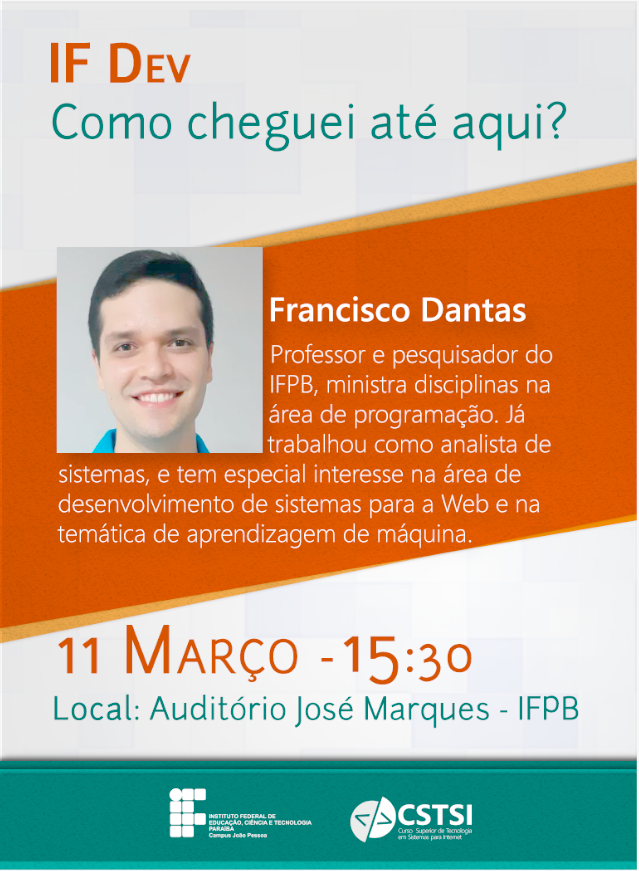 IF DEV
Como cheguei até aqui?
Francisco Dantas
Professor e pesquisador do
IFPB, ministra disciplinas na
área de programação. Já
trabalhou como analista de
sistemas, e tem especial interesse na área de
desenvolvimento de sistemas para a Web e na
temática de aprendizagem de máquina.
11 MARÇO - 15:30
Local: Auditório José Marques - IFPB
INSTITUTO FEDERAL DE
EDUCAÇÃO, CIÊNCIA E TECNOLOGIA
PARAÍBA
Campus João Pessoa
</> CSTSI
Curso Superior de Tecnologia
em Sistemas para Internet